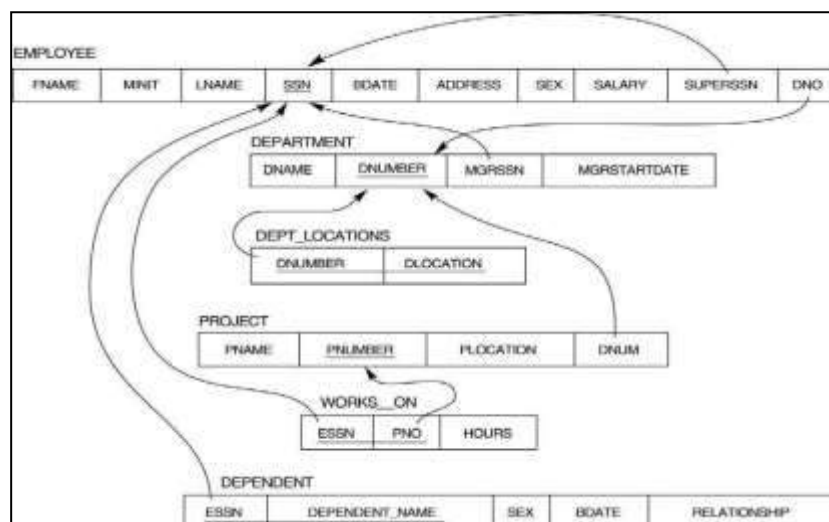 EMPLOYEE
FNAME MINIT LNAME SSN BDATE ADDRESS SEX SALARY SUPERSSN DNO
DEPARTMENT
DNAME DNUMBER MGRSSN MGRSTARTDATE
DEPT_LOCATIONS
DNUMBER DLOCATION
PROJECT
PNAME PNUMBER PLOCATION DNUM
WORKS_ON
ESSN PNO HOURS
DEPENDENT
ESSN DEPENDENT_NAME SEX BDATE RELATIONSHIP